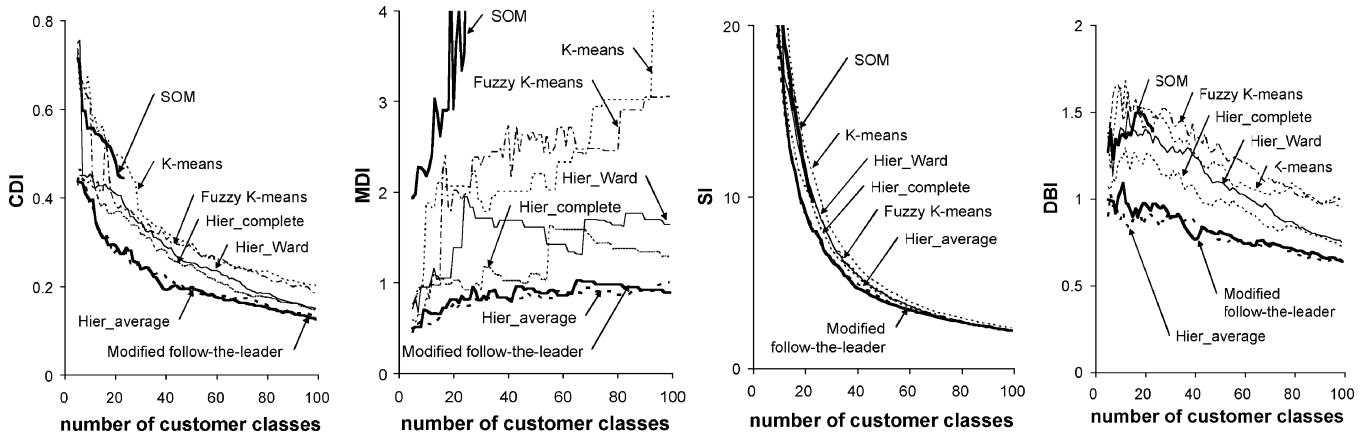 CDI
0.8
0.6
0.4
0.2
0
SOM
K-means
Fuzzy K-means
Hier_complete
Hier_Ward
Hier_average
Modified follow-the-leader
0 20 40 60 80 100
number of customer classes
MDI
4
3
2
1
0
SOM
K-means
Fuzzy K-means
Hier_Ward
Hier_complete
Hier_average
Modified follow-the-leader
0 20 40 60 80 100
number of customer classes
SI
20
10
0
SOM
K-means
Hier_Ward
Hier_complete
Fuzzy K-means
Hier_average
Modified
follow-the-leader
0 20 40 60 80 100
number of customer classes
DBI
2
1.5
1
0.5
0
SOM
Fuzzy K-means
Hier_complete
Hier_Ward
K-means
Modified
follow-the-leader
Hier_average
0 20 40 60 80 100
number of customer classes